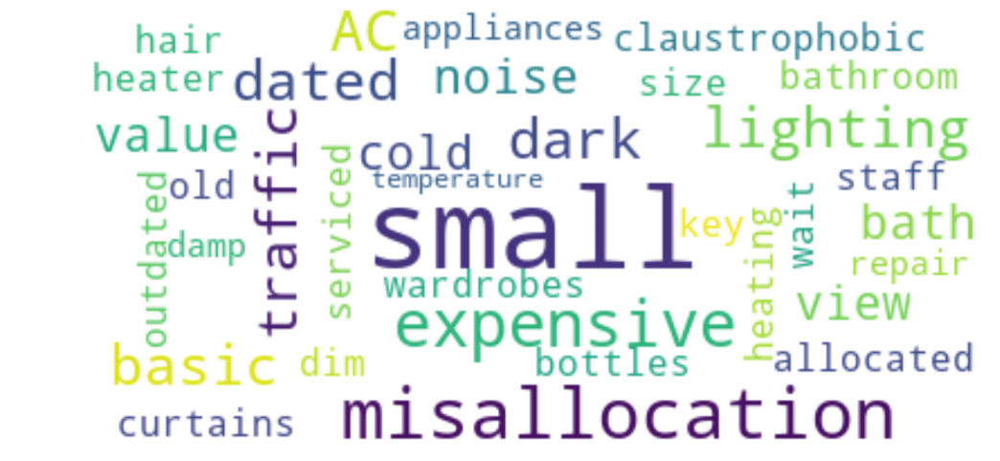 hair AC appliances claustrophobic
heater dated noise size bathroom
value traffic cold dark lighting
outdated old serviced temperature wait staff
damp small key heating bath
repair
wardrobes
expensive view
basic dim bottles allocated
curtains misallocation